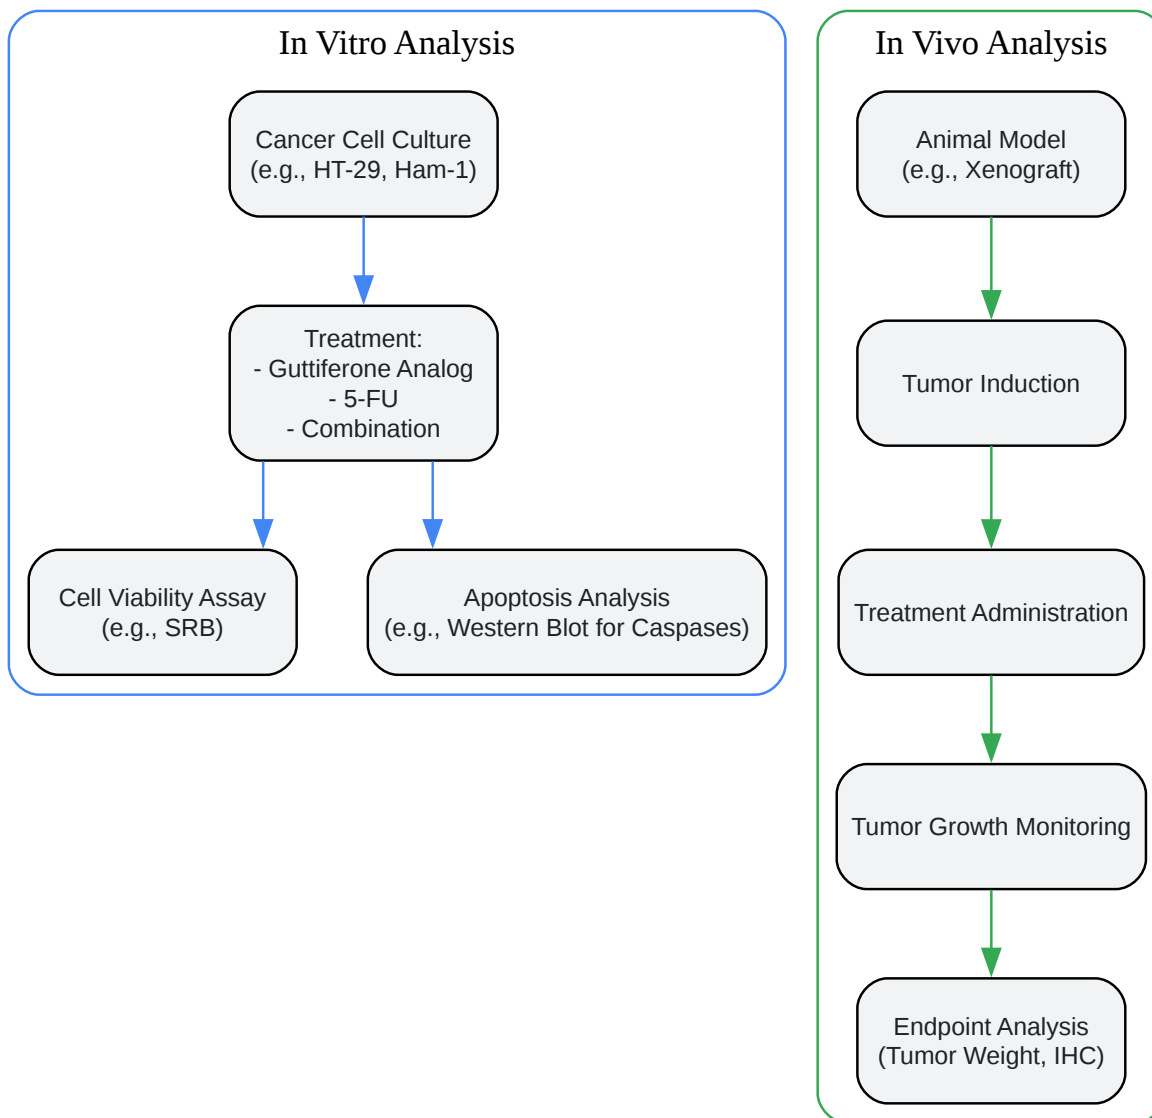 In Vitro Analysis
Cancer Cell Culture
(e.g., HT-29, Ham-1)
Treatment:
- Guttiferone Analog
- 5-FU
- Combination
Cell Viability Assay
(e.g., SRB)
Apoptosis Analysis
(e.g., Western Blot for Caspases)
In Vivo Analysis
Animal Model
(e.g., Xenograft)
Tumor Induction
Treatment Administration
Tumor Growth Monitoring
Endpoint Analysis
(Tumor Weight, IHC)